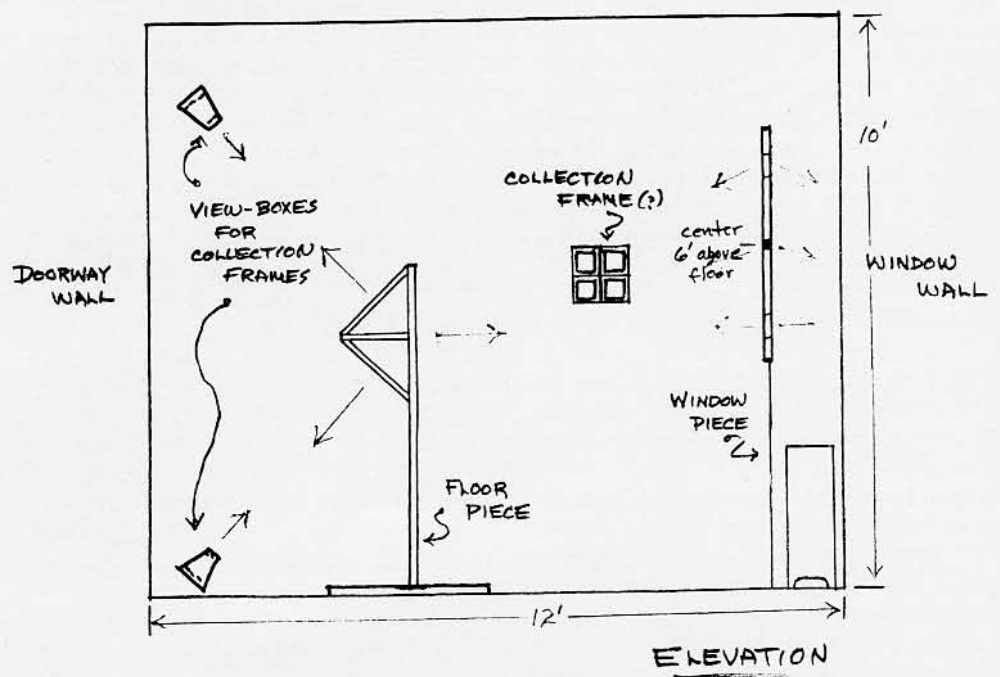 10'
COLLECTION
FRAME (?)
VIEW-BOXES
FOR
COLLECTION
FRAMES
center
6' above
floor
DOORWAY
WALL
WINDOW
WALL
WINDOW
PIECE
FLOOR
PIECE
12'
ELEVATION